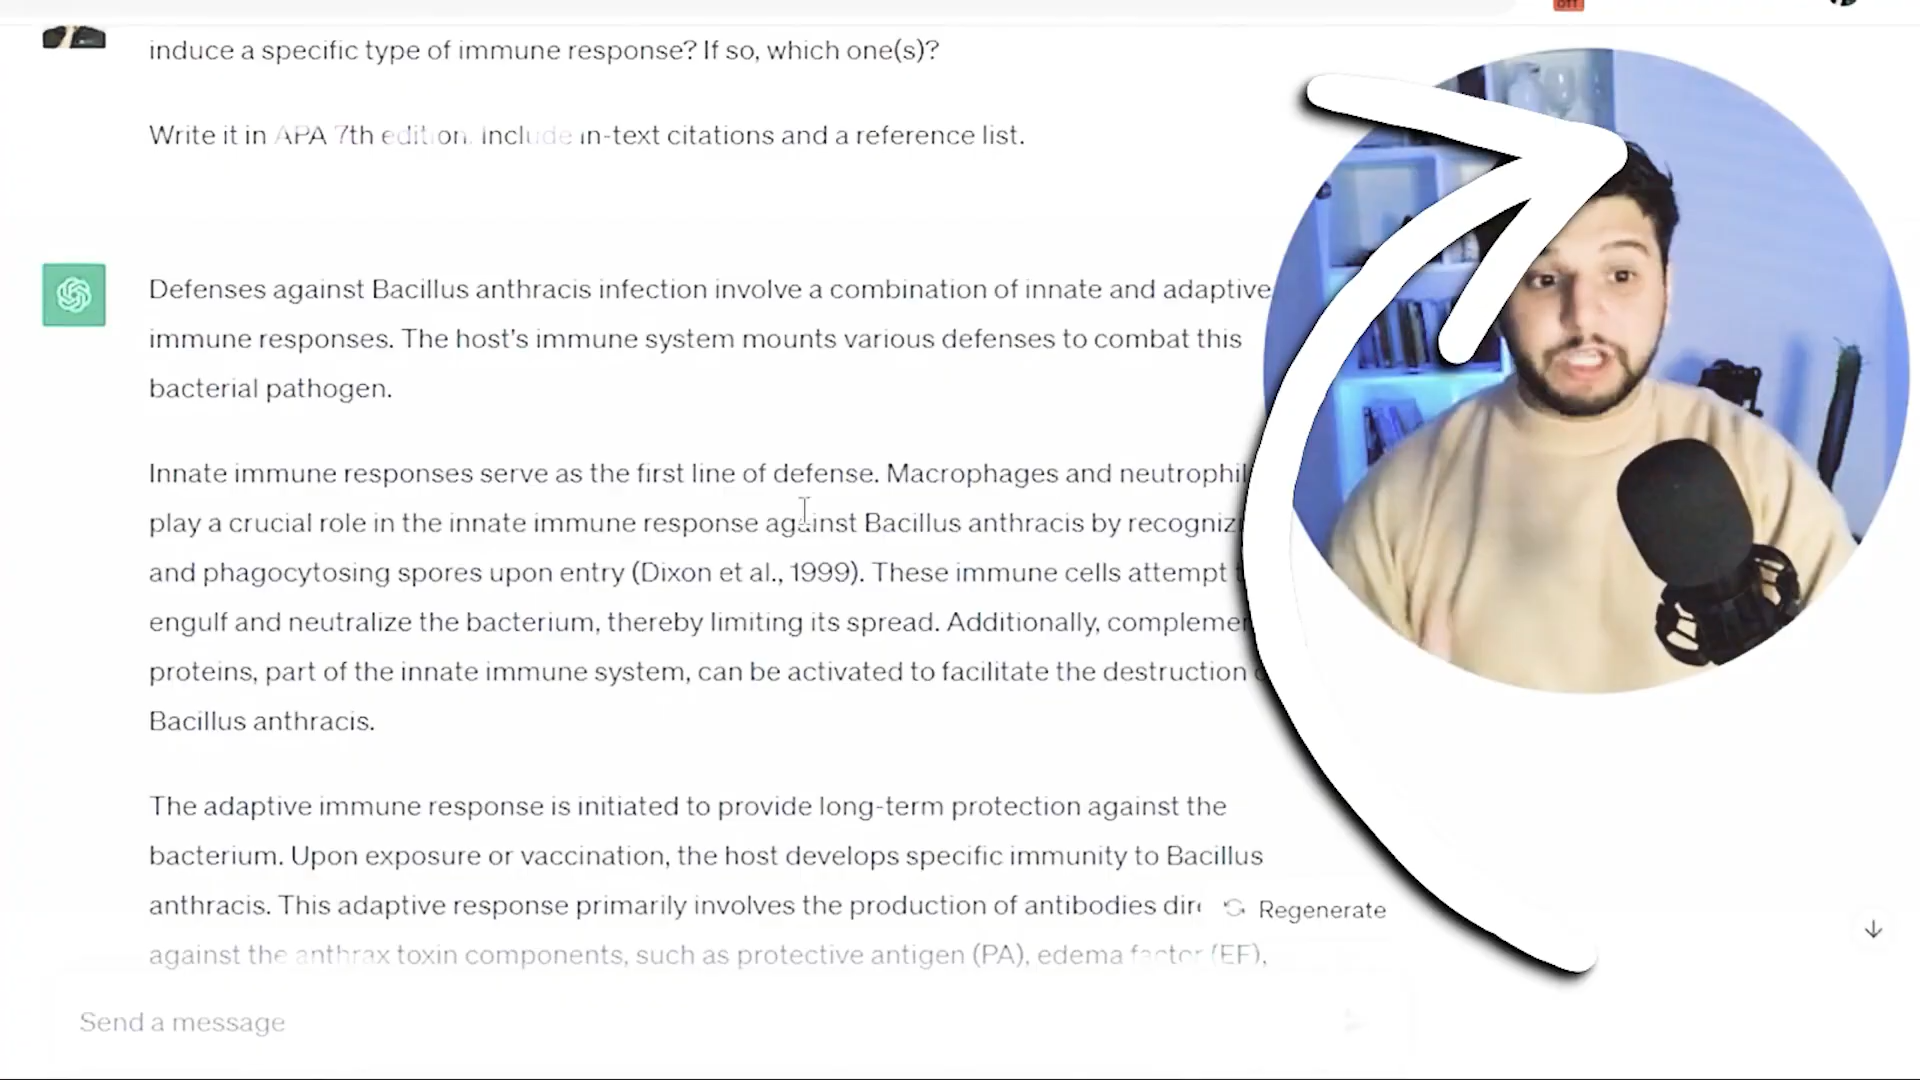 OTT
induce a specific type of immune response? If so, which one(s)?
Write it in APA 7th edition. Include in-text citations and a reference list.
Defenses against Bacillus anthracis infection involve a combination of innate and adaptive
immune responses. The host's immune system mounts various defenses to combat this
bacterial pathogen.
Innate immune responses serve as the first line of defense. Macrophages and neutrophil
play a crucial role in the innate immune response against Bacillus anthracis by recogniz
and phagocytosing spores upon entry (Dixon et al., 1999). These immune cells attempt
engulf and neutralize the bacterium, thereby limiting its spread. Additionally, compleme
proteins, part of the innate immune system, can be activated to facilitate the destruction
Bacillus anthracis.
The adaptive immune response is initiated to provide long-term protection against the
bacterium. Upon exposure or vaccination, the host develops specific immunity to Bacillus
anthracis. This adaptive response primarily involves the production of antibodies dire
Regenerate
against the anthrax toxin components, such as protective antigen (PA), edema factor (EF),
Send a message